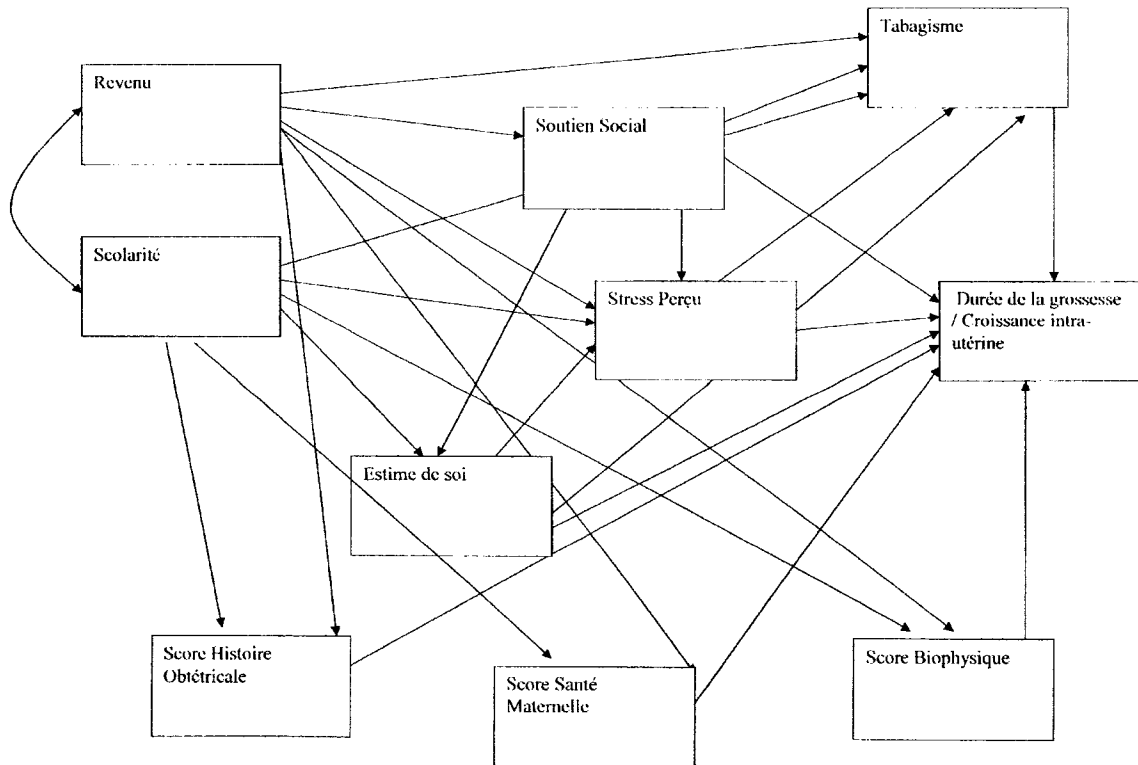 Tabagisme
Revenu
Soutien Social
Scolarité
Stress Perçu
Durée de la grossesse
/ Croissance intra-
utérine
Estime de soi
Score Histoire
Obtétricale
Score Santé
Maternelle
Score Biophysique